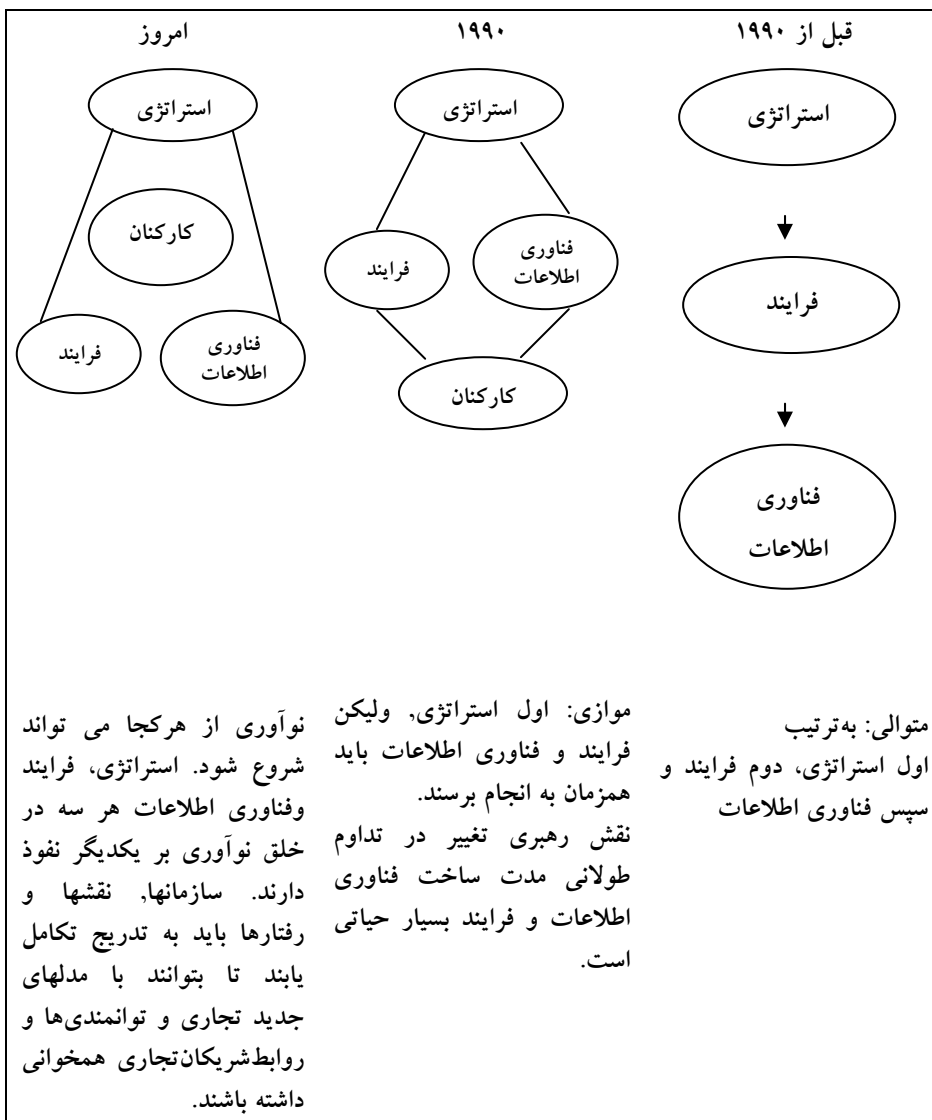 قبل از ۱۹۹۰
استراتژی
فرایند
فناوری
اطلاعات
متوالی: به‌ترتیب
اول استراتژی، دوم فرایند و
سپس فناوری اطلاعات
۱۹۹۰
استراتژی
فناوری
اطلاعات
فرایند
کارکنان
موازی: اول استراتژی, ولیکن
فرایند و فناوری اطلاعات باید
همزمان به انجام برسند.
نقش رهبری تغییر در تداوم
طولانی مدت ساخت فناوری
اطلاعات و فرایند بسیار حیاتی
است.
امروز
استراتژی
کارکنان
فناوری
اطلاعات
فرایند
نوآوری از هرکجا می تواند
شروع شود. استراتژی، فرایند
وفناوری اطلاعات هر سه در
خلق نوآوری بر یکدیگر نفوذ
دارند. سازمانها, نقشها و
رفتارها باید به تدریج تکامل
یابند تا بتوانند با مدلهای
جدید تجاری و توانمندی‌ها و
روابط‌شریکان‌تجاری همخوانی
داشته باشند.